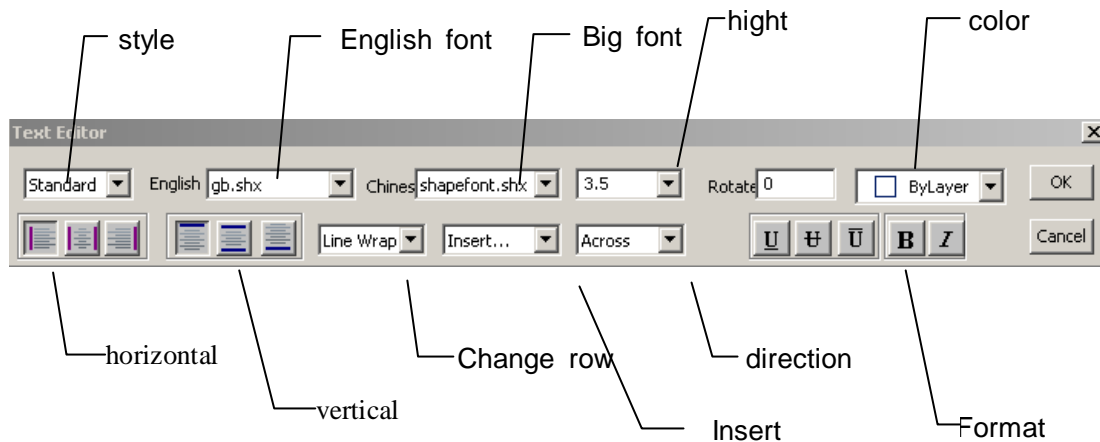 style English font Big font hight color
Text Editor
Standard English gb.shx Chines shapefont.shx 3.5 Rotate 0 ByLayer OK
Line Wrap Insert... Across U U U B I Cancel
horizontal Change row direction
vertical Insert Format